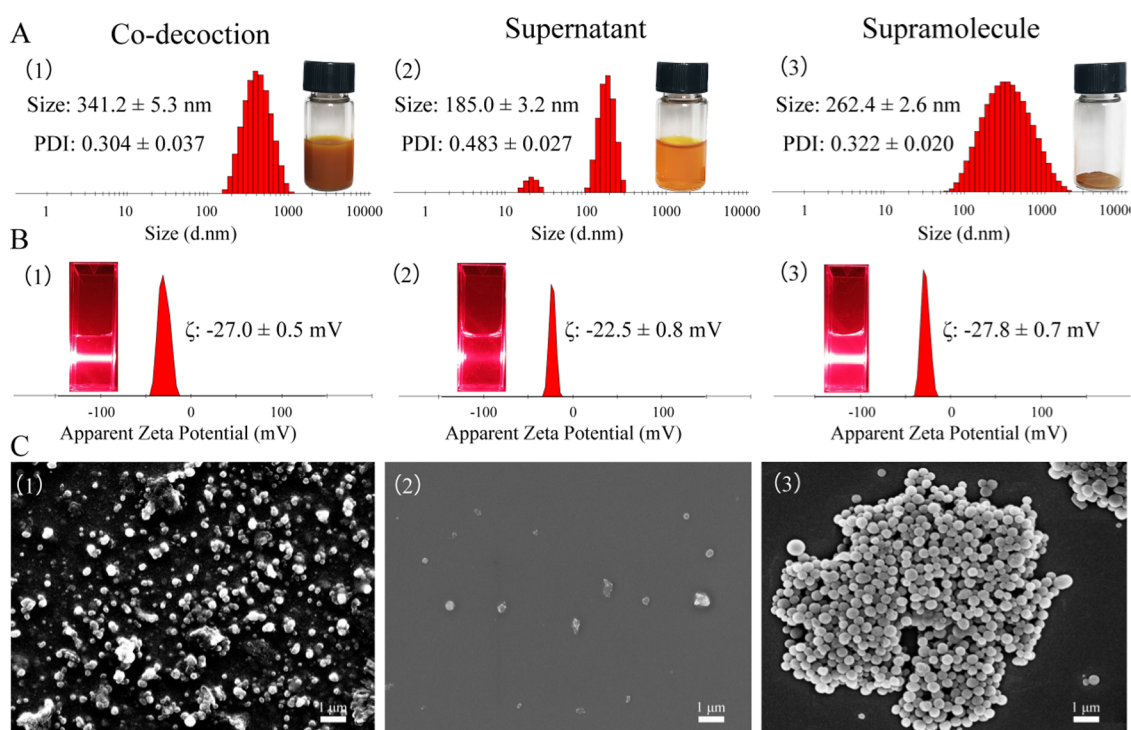 A
Co-decoction
Supernatant
Supramolecule
(1)
Size: 341.2 ± 5.3 nm
PDI: 0.304 ± 0.037
1 10 100 1000 10000
Size (d.nm)
(2)
Size: 185.0 ± 3.2 nm
PDI: 0.483 ± 0.027
1 10 100 1000 10000
Size (d.nm)
(3)
Size: 262.4 ± 2.6 nm
PDI: 0.322 ± 0.020
1 10 100 1000 10000
Size (d.nm)
B
(1)
ζ: -27.0 ± 0.5 mV
-100 0 100
Apparent Zeta Potential (mV)
(2)
ζ: -22.5 ± 0.8 mV
-100 0 100
Apparent Zeta Potential (mV)
(3)
ζ: -27.8 ± 0.7 mV
-100 0 100
Apparent Zeta Potential (mV)
C
(1)
1 μm
(2)
1 μm
(3)
1 μm